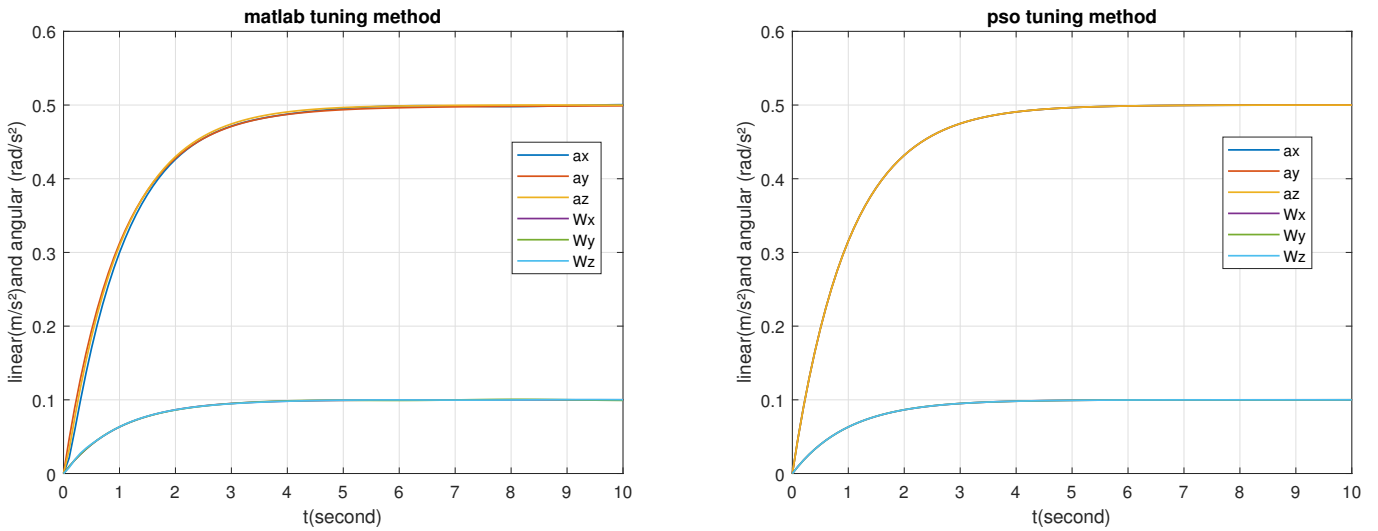 matlab tuning method
linear(m/s²)and angular (rad/s²)
0.6
0.5
0.4
0.3
0.2
0.1
0
ax
ay
az
Wx
Wy
Wz
0 1 2 3 4 5 6 7 8 9 10
t(second)
pso tuning method
linear(m/s²)and angular (rad/s²)
0.6
0.5
0.4
0.3
0.2
0.1
0
ax
ay
az
Wx
Wy
Wz
0 1 2 3 4 5 6 7 8 9 10
t(second)